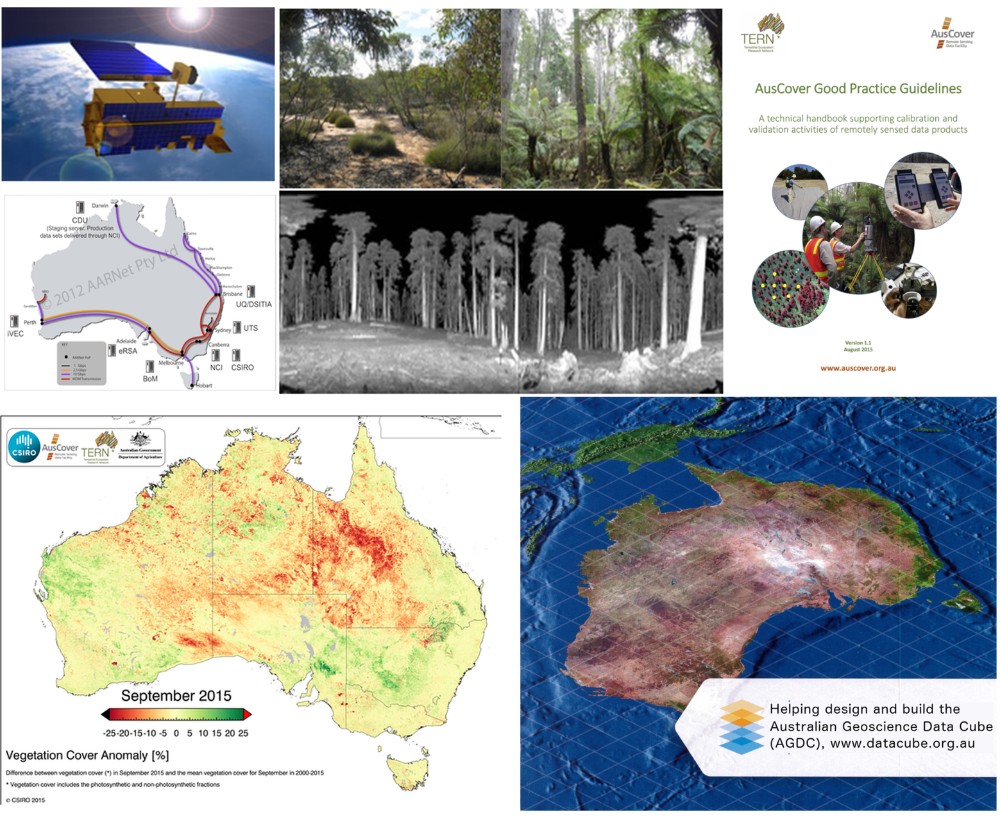 TERN
Terrestrial Ecosystem
Research Network
AusCover
Remote Sensing
Data Facility
AusCover Good Practice Guidelines
A technical handbook supporting calibration and
validation activities of remotely sensed data products
Version 1.1
August 2015
www.auscover.org.au
Darwin
CDU
(Staging server. Production
data sets delivered through NCI)
© 2012 AARNet Pty Ltd
Cairns
Townsville
Mackay
Rockhampton
Gladstone
Maroochydore
Brisbane
UQ/DSITIA
Armidale
MRO
Geraldton
Perth
iVEC
Adelaide
eRSA
Sydney
UTS
Canberra
NCI
CSIRO
Melbourne
BoM
Hobart
KEY
AARNet PoP
1 Gbps
2.5 Gbps
10 Gbps
WDM Transmission
CSIRO
AusCover
Remote Sensing
Data Facility
TERN
Terrestrial Ecosystem
Research Network
Australian Government
Department of Agriculture
September 2015
-25 -20 -15 -10 -5 0 5 10 15 20 25
Vegetation Cover Anomaly [%]
Difference between vegetation cover (*) in September 2015 and the mean vegetation cover for September in 2000-2015
* Vegetation cover includes the photosynthetic and non-photosynthetic fractions
© CSIRO 2015
Helping design and build the
Australian Geoscience Data Cube
(AGDC), www.datacube.org.au